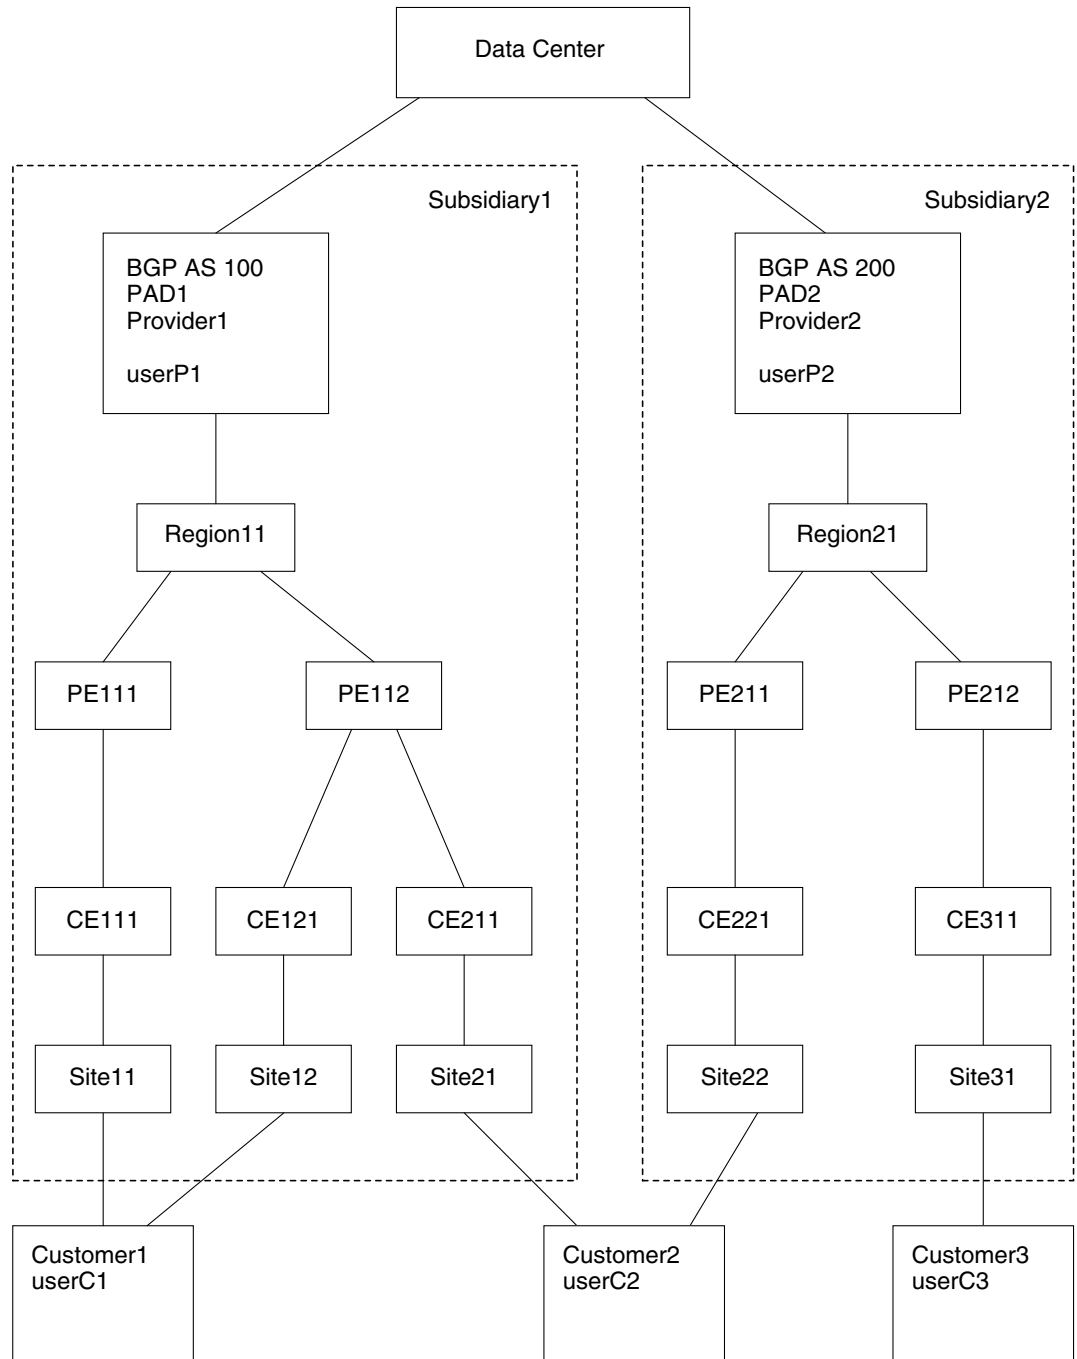 Data Center
Subsidiary1
Subsidiary2
BGP AS 100
PAD1
Provider1
userP1
BGP AS 200
PAD2
Provider2
userP2
Region11
Region21
PE111
PE112
PE211
PE212
CE111
CE121
CE211
CE221
CE311
Site11
Site12
Site21
Site22
Site31
Customer1
userC1
Customer2
userC2
Customer3
userC3